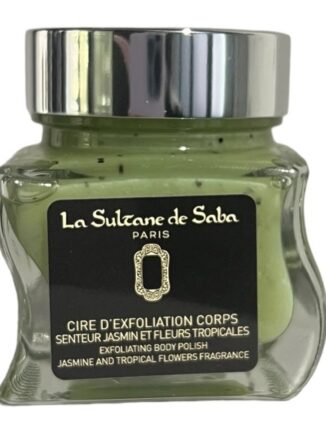 La Sultane de Saba
PARIS
CIRE D'EXFOLIATION CORPS
SENTEUR JASMIN ET FLEURS TROPICALES
EXFOLIATING BODY POLISH
JASMINE AND TROPICAL FLOWERS FRAGRANCE